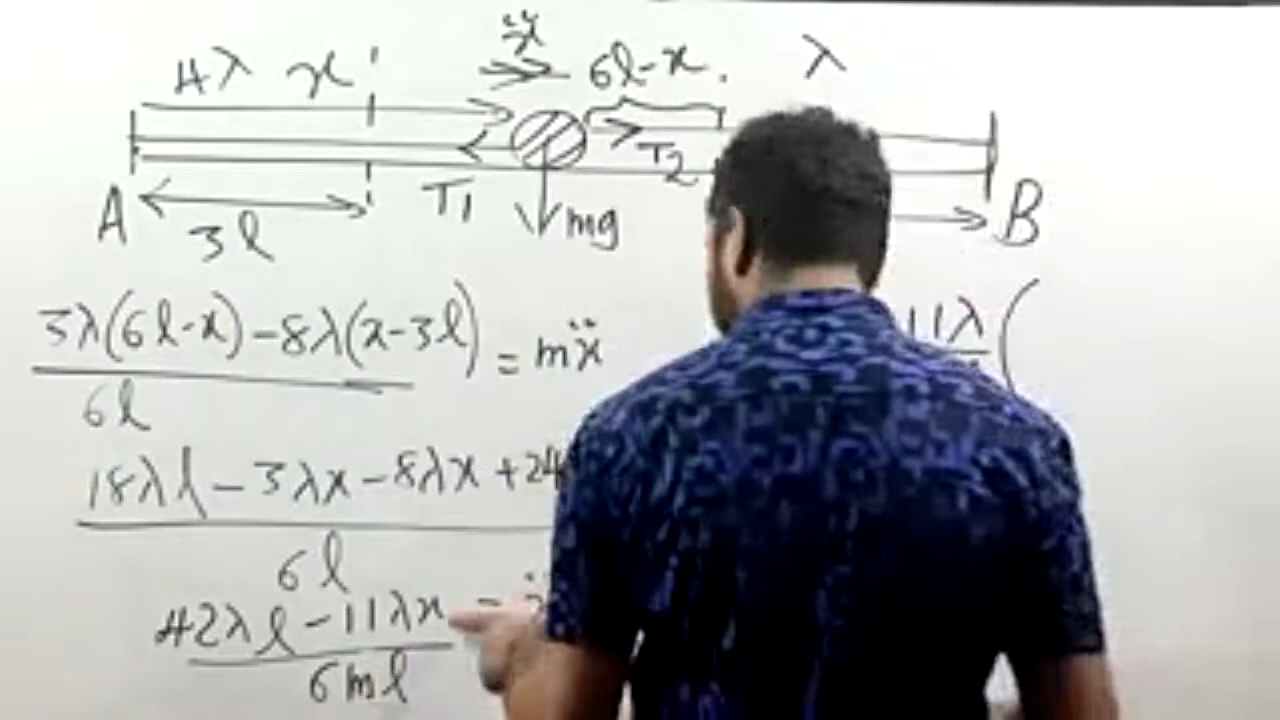 4λ x ẍ 6l-x. λ
T₁ T₂
A 3l mg B
3λ(6l-x)-8λ(x-3l) = mẍ
6l
11λ (
18λl-3λx-8λx+24
6l
42λl-11λx =
6ml